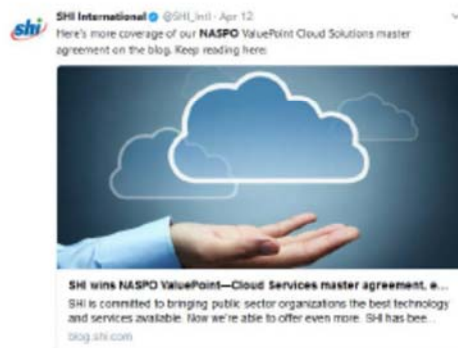 shi
SHI International @SHI_Intl · Apr 12
Here's more coverage of our NASPO ValuePoint Cloud Solutions master
agreement on the blog. Keep reading here:
SHI wins NASPO ValuePoint—Cloud Services master agreement, e...
SHI is committed to bringing public sector organizations the best technology
and services available. Now we're able to offer even more. SHI has bee...
blog.shi.com